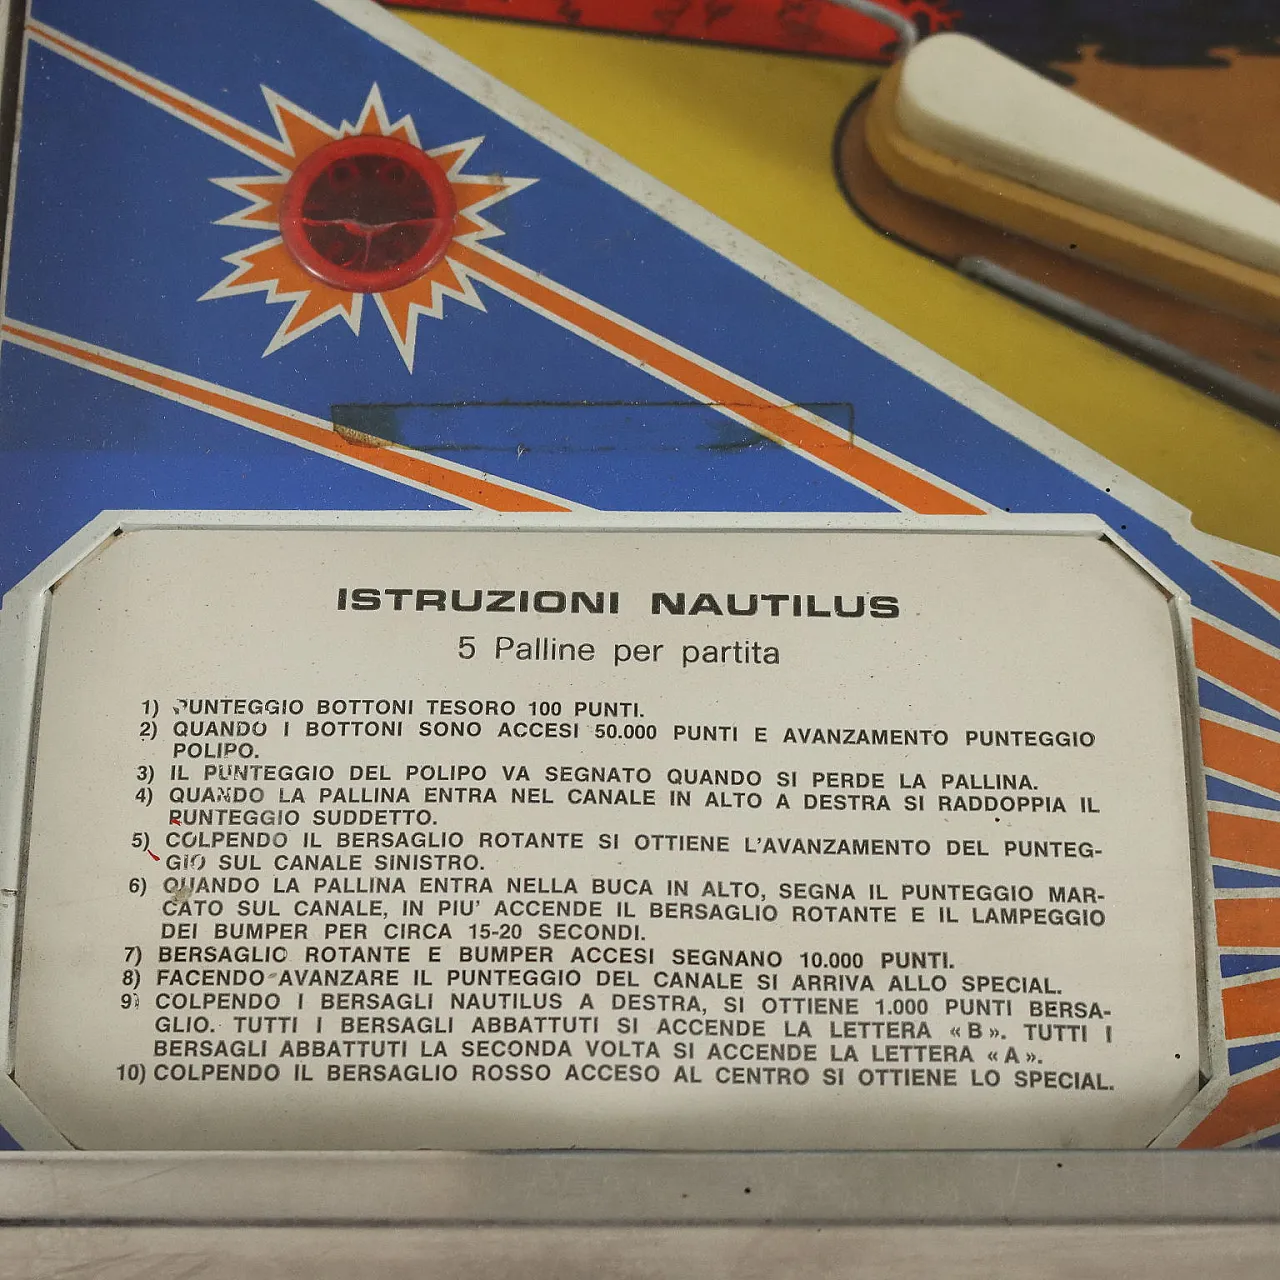 ISTRUZIONI NAUTILUS
5 Palline per partita
1) PUNTEGGIO BOTTONI TESORO 100 PUNTI.
2) QUANDO I BOTTONI SONO ACCESI 50.000 PUNTI E AVANZAMENTO PUNTEGGIO
POLIPO.
3) IL PUNTEGGIO DEL POLIPO VA SEGNATO QUANDO SI PERDE LA PALLINA.
4) QUANDO LA PALLINA ENTRA NEL CANALE IN ALTO A DESTRA SI RADDOPPIA IL
PUNTEGGIO SUDDETTO.
5) COLPENDO IL BERSAGLIO ROTANTE SI OTTIENE L'AVANZAMENTO DEL PUNTEG-
GIO SUL CANALE SINISTRO.
6) QUANDO LA PALLINA ENTRA NELLA BUCA IN ALTO, SEGNA IL PUNTEGGIO MAR-
CATO SUL CANALE, IN PIU' ACCENDE IL BERSAGLIO ROTANTE E IL LAMPEGGIO
DEI BUMPER PER CIRCA 15-20 SECONDI.
7) BERSAGLIO ROTANTE E BUMPER ACCESI SEGNANO 10.000 PUNTI.
8) FACENDO AVANZARE IL PUNTEGGIO DEL CANALE SI ARRIVA ALLO SPECIAL.
9) COLPENDO I BERSAGLI NAUTILUS A DESTRA, SI OTTIENE 1.000 PUNTI BERSA-
GLIO. TUTTI I BERSAGLI ABBATTUTI SI ACCENDE LA LETTERA «B». TUTTI I
BERSAGLI ABBATTUTI LA SECONDA VOLTA SI ACCENDE LA LETTERA «A».
10) COLPENDO IL BERSAGLIO ROSSO ACCESO AL CENTRO SI OTTIENE LO SPECIAL.